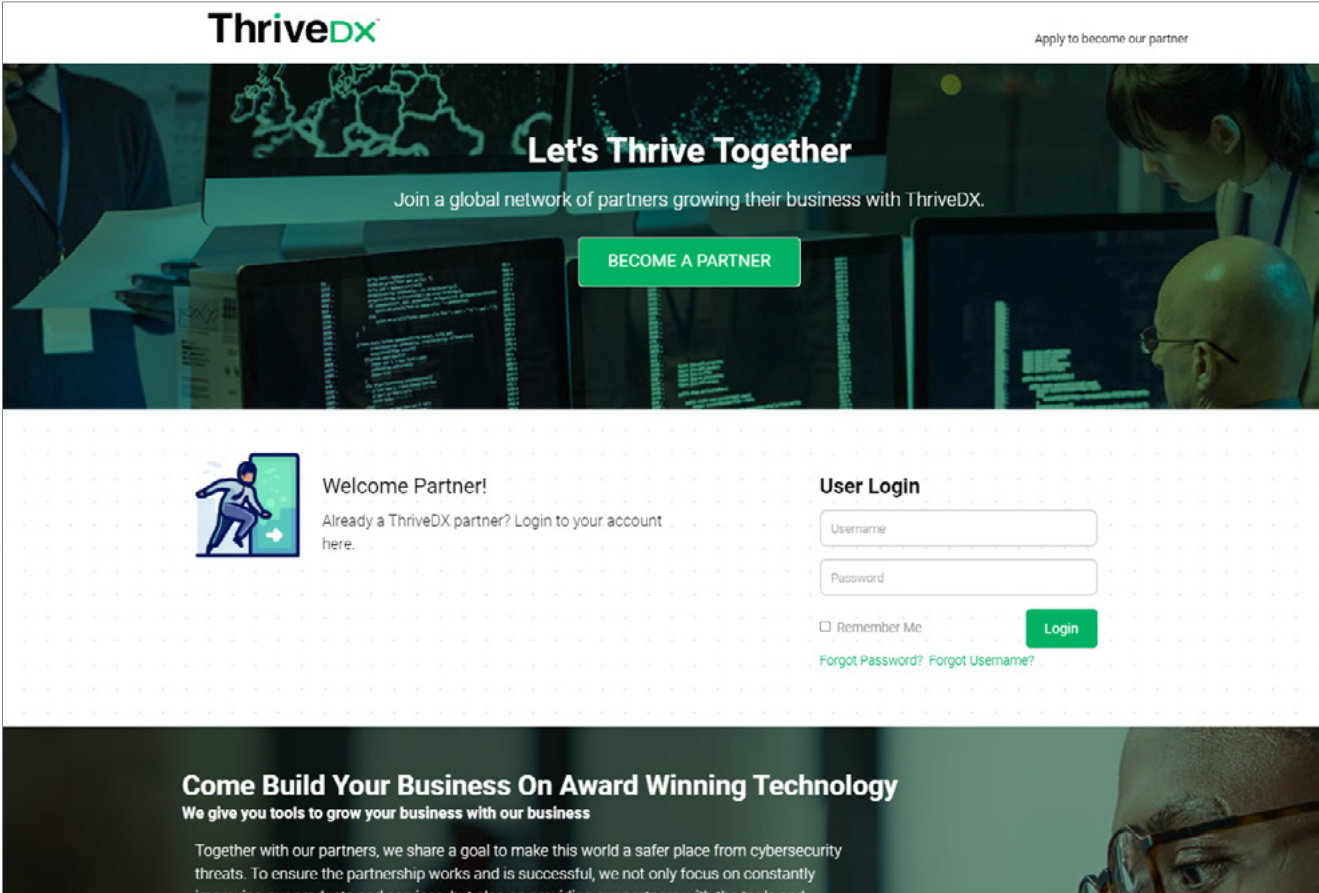 ThriveDX
Apply to become our partner
Let's Thrive Together
Join a global network of partners growing their business with ThriveDX.
BECOME A PARTNER
Welcome Partner!
Already a ThriveDX partner? Login to your account
here.
User Login
Username
Password
Remember Me
Login
Forgot Password? Forgot Username?
Come Build Your Business On Award Winning Technology
We give you tools to grow your business with our business
Together with our partners, we share a goal to make this world a safer place from cybersecurity
threats. To ensure the partnership works and is successful, we not only focus on constantly